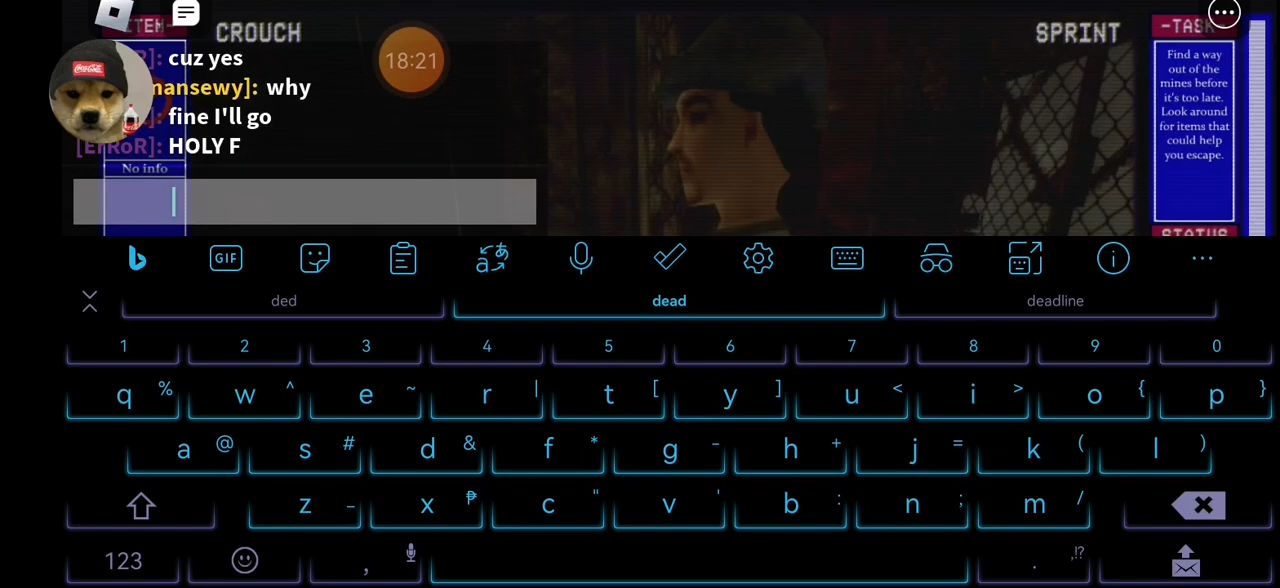 ITEM-
CROUCH
18:21
SPRINT
-TASK
R]: cuz yes
mansewy]: why
]: fine I'll go
[ErRoR]: HOLY F
No info
Find a way
out of the
mines before
it's too late.
Look around
for items that
could help
you escape.
STATUS
GIF
ded
dead
deadline
1 2 3 4 5 6 7 8 9 0
q % w ^ e ~ r | t [ y ] u < i > o { p }
a @ s # d & f * g - h + j = k ( l )
z _ x ₱ c " v ' b : n ; m /
123 , . ,!?